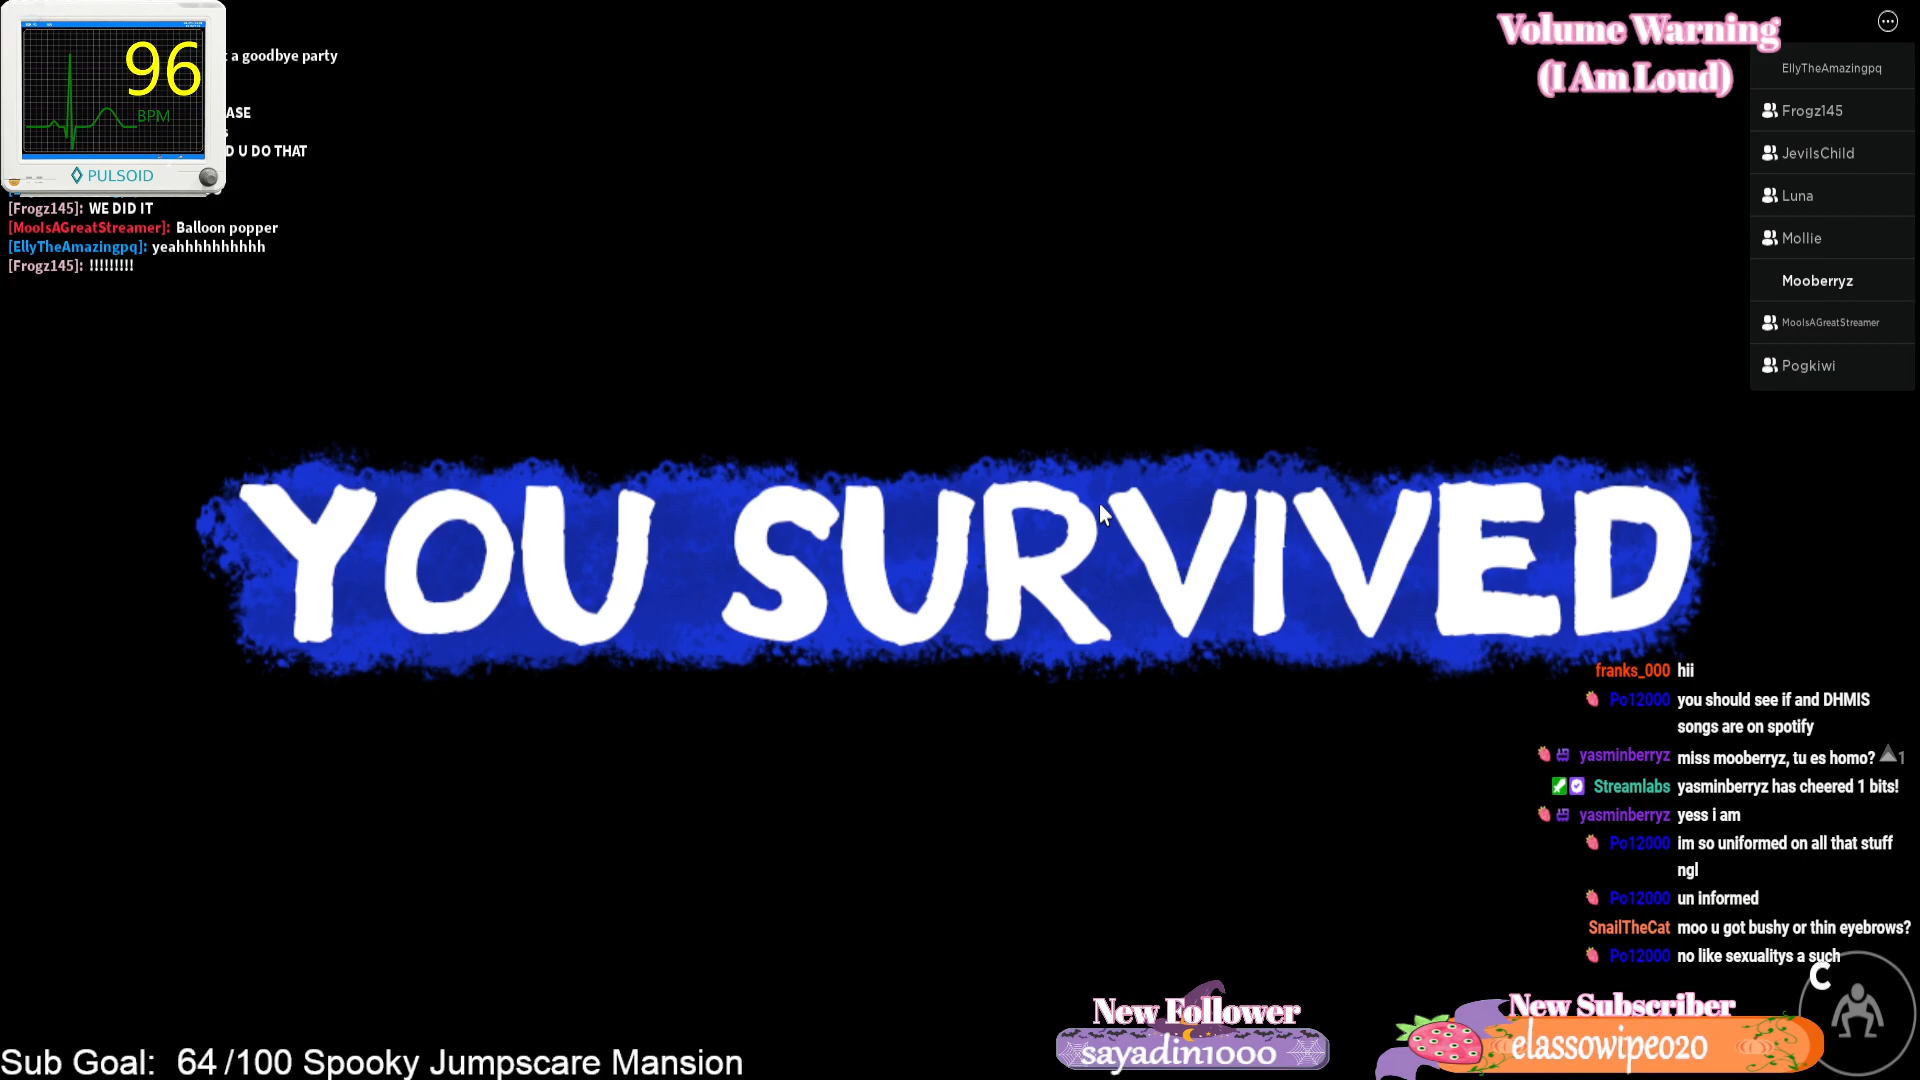 96
BPM
PULSOID
a goodbye party
ASE
D U DO THAT
[Frogz145]: WE DID IT
[MooIsAGreatStreamer]: Balloon popper
[EllyTheAmazingpq]: yeahhhhhhhhhh
[Frogz145]: !!!!!!!!!
Volume Warning
(I Am Loud)
EllyTheAmazingpq
Frogz145
JevilsChild
Luna
Mollie
Mooberryz
MooIsAGreatStreamer
Pogkiwi
YOU SURVIVED
franks_000 hii
Po12000 you should see if and DHMIS
songs are on spotify
yasminberryz miss mooberryz, tu es homo? 1
Streamlabs yasminberryz has cheered 1 bits!
yasminberryz yess i am
Po12000 im so uniformed on all that stuff
ngl
Po12000 un informed
SnailTheCat moo u got bushy or thin eyebrows?
Po12000 no like sexualitys a such
C
New Follower
sayadin1000
New Subscriber
elassowipe020
Sub Goal: 64 /100 Spooky Jumpscare Mansion